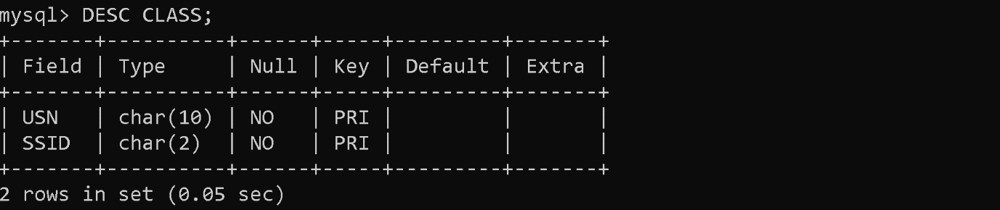 mysql> DESC CLASS;
+-------+----------+------+-----+---------+-------+
| Field | Type     | Null | Key | Default | Extra |
+-------+----------+------+-----+---------+-------+
| USN   | char(10) | NO   | PRI |         |       |
| SSID  | char(2)  | NO   | PRI |         |       |
+-------+----------+------+-----+---------+-------+
2 rows in set (0.05 sec)